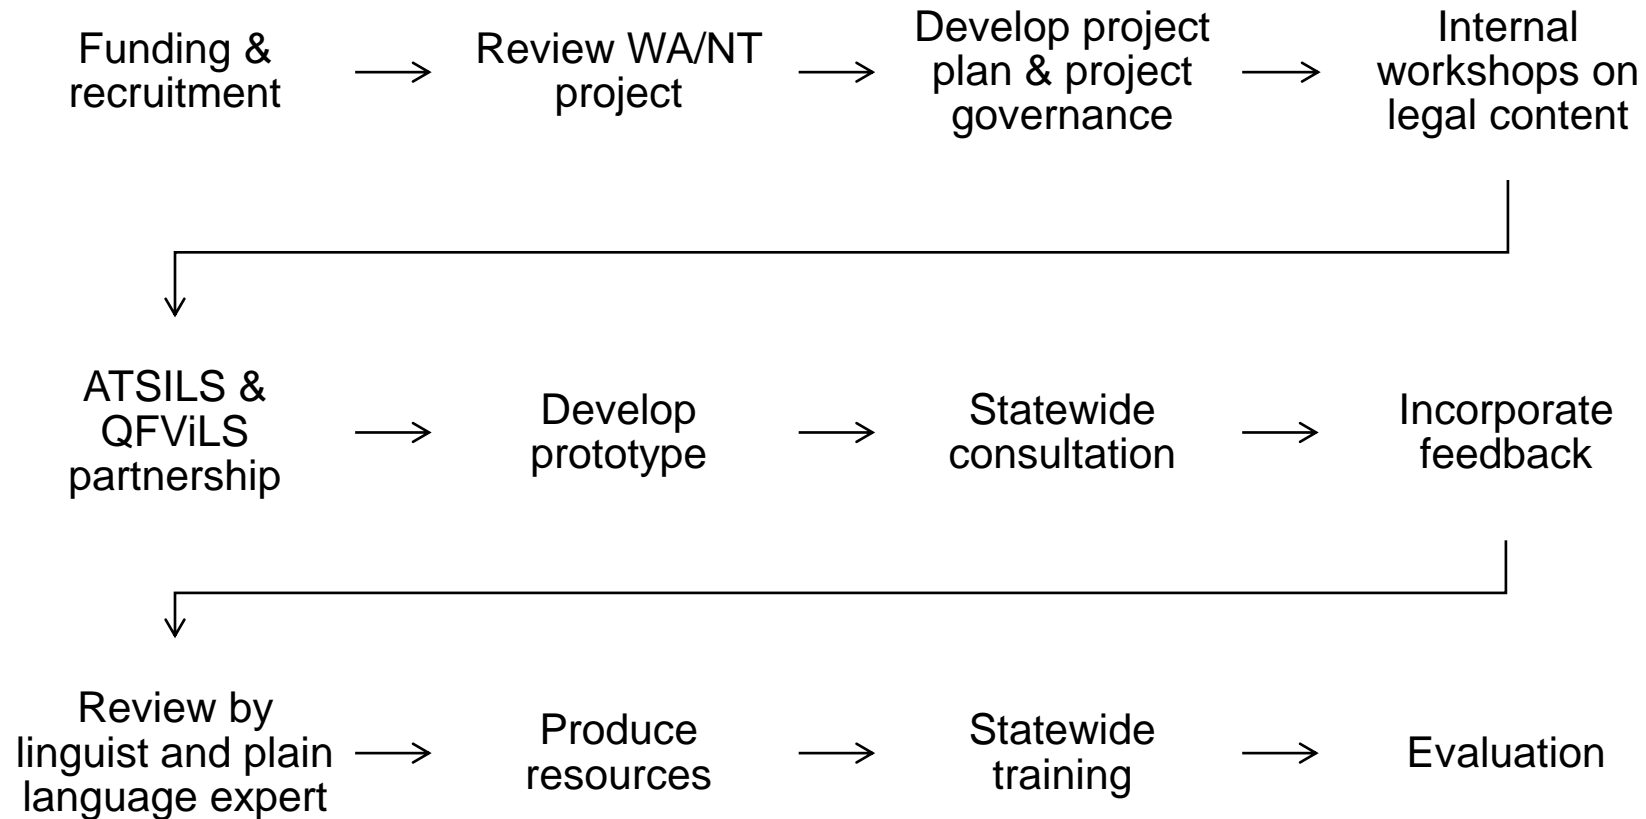 Funding &
recruitment
Review WA/NT
project
Develop project
plan & project
governance
Internal
workshops on
legal content
ATSILS &
QFViLS
partnership
Develop
prototype
Statewide
consultation
Incorporate
feedback
Review by
linguist and plain
language expert
Produce
resources
Statewide
training
Evaluation